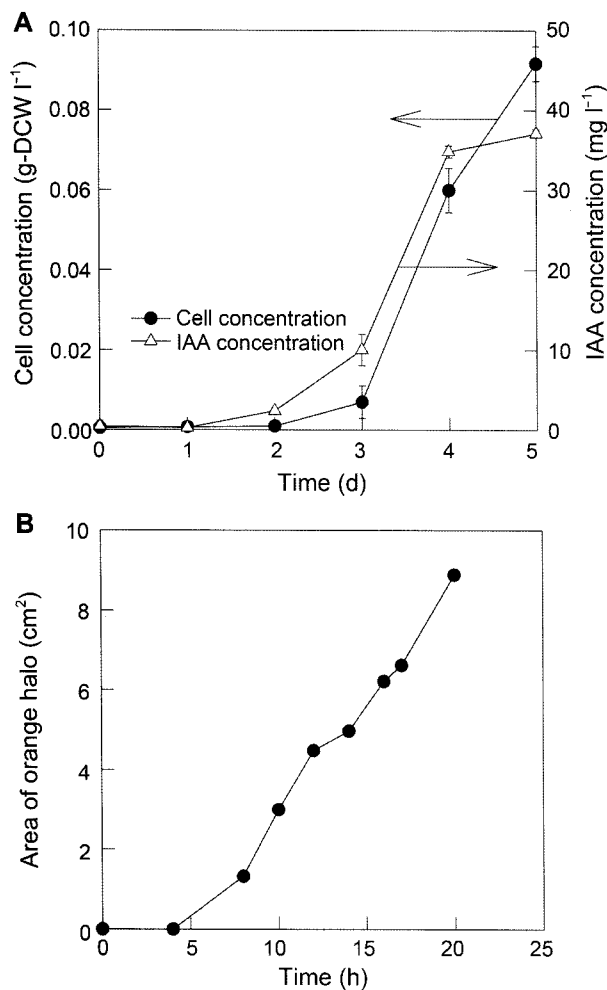 A
Cell concentration (g-DCW l⁻¹)
0.10
0.08
0.06
0.04
0.02
0.00
50
40
30
20
10
0
IAA concentration (mg l⁻¹)
Cell concentration
IAA concentration
0 1 2 3 4 5
Time (d)
B
Area of orange halo (cm²)
10
8
6
4
2
0
0 5 10 15 20 25
Time (h)